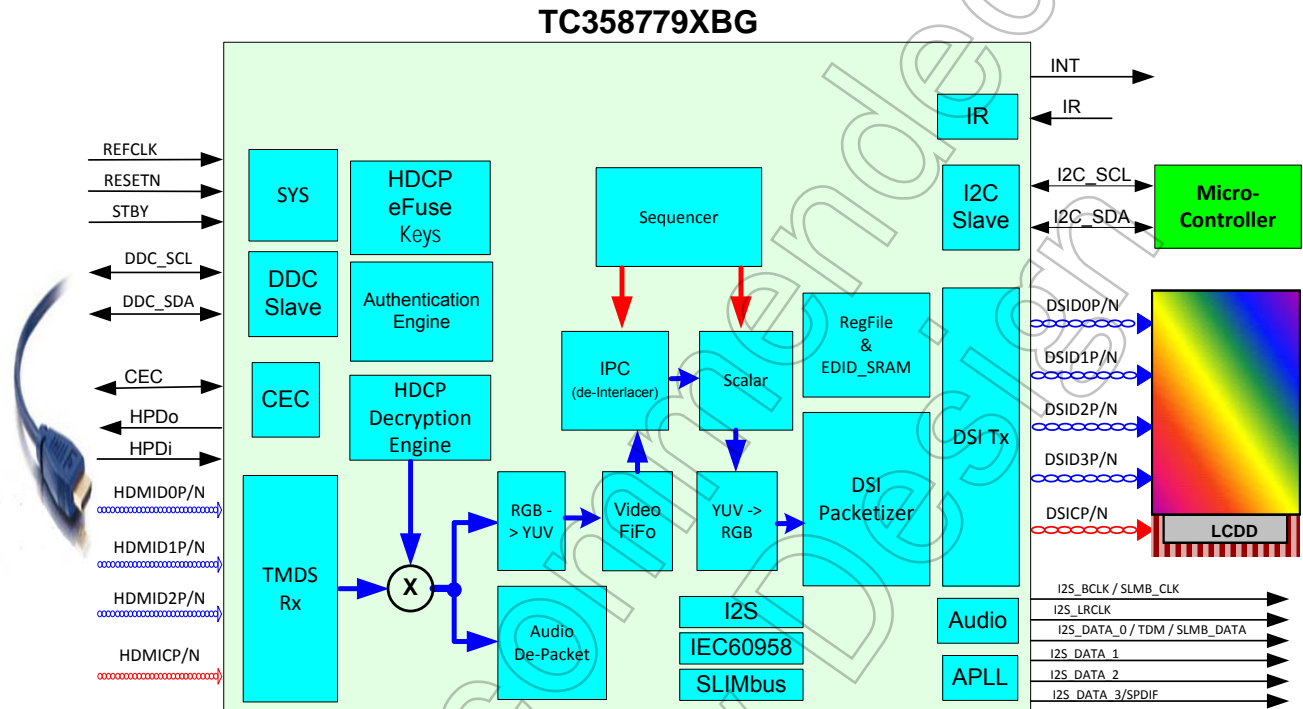 TC358779XBG
INT
IR
IR
REFCLK
RESETN
STBY
SYS
HDCP
eFuse
Keys
Sequencer
I2C
Slave
I2C_SCL
I2C_SDA
Micro-
Controller
DDC_SCL
DDC_SDA
DDC
Slave
Authentication
Engine
IPC
(de-Interlacer)
Scalar
RegFile
&
EDID_SRAM
DSI Tx
DSID0P/N
DSID1P/N
DSID2P/N
DSID3P/N
DSICP/N
LCDD
CEC
HPDo
HPDi
CEC
HDCP
Decryption
Engine
HDMID0P/N
HDMID1P/N
HDMID2P/N
HDMICP/N
TMDS
Rx
X
RGB -
> YUV
Video
FiFo
YUV ->
RGB
DSI
Packetizer
Audio
De-Packet
I2S
IEC60958
SLIMbus
Audio
APLL
I2S_BCLK / SLMB_CLK
I2S_LRCLK
I2S_DATA_0 / TDM / SLMB_DATA
I2S_DATA_1
I2S_DATA_2
I2S_DATA_3/SPDIF
ommended
Design